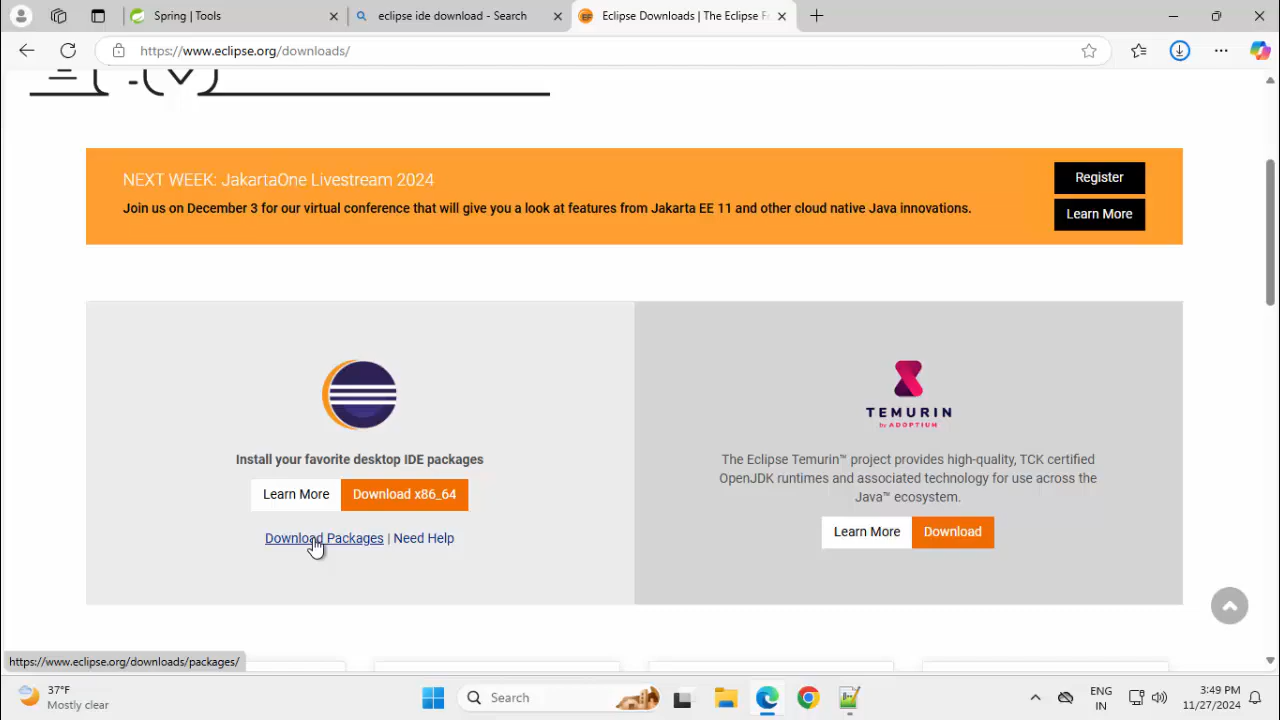 Spring | Tools
eclipse ide download - Search
Eclipse Downloads | The Eclipse F
https://www.eclipse.org/downloads/
NEXT WEEK: JakartaOne Livestream 2024
Join us on December 3 for our virtual conference that will give you a look at features from Jakarta EE 11 and other cloud native Java innovations.
Register
Learn More
Install your favorite desktop IDE packages
Learn More
Download x86_64
Download Packages | Need Help
TEMURIN
by ADOPTIUM
The Eclipse Temurin™ project provides high-quality, TCK certified
OpenJDK runtimes and associated technology for use across the
Java™ ecosystem.
Learn More
Download
https://www.eclipse.org/downloads/packages/
37°F
Mostly clear
Search
ENG
IN
3:49 PM
11/27/2024